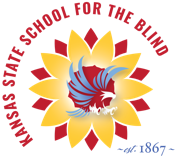 KANSAS STATE SCHOOL FOR THE BLIND
~est. 1867~